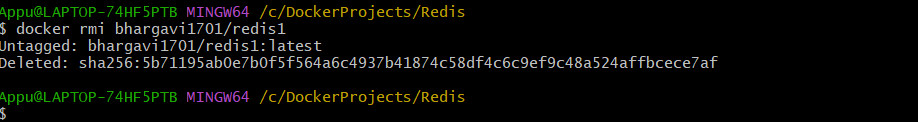 Appu@LAPTOP-74HF5PTB MINGW64 /c/DockerProjects/Redis
$ docker rmi bhargavi1701/redis1
Untagged: bhargavi1701/redis1:latest
Deleted: sha256:5b71195ab0e7b0f5f564a6c4937b41874c58df4c6c9ef9c48a524affbcece7af
Appu@LAPTOP-74HF5PTB MINGW64 /c/DockerProjects/Redis
$